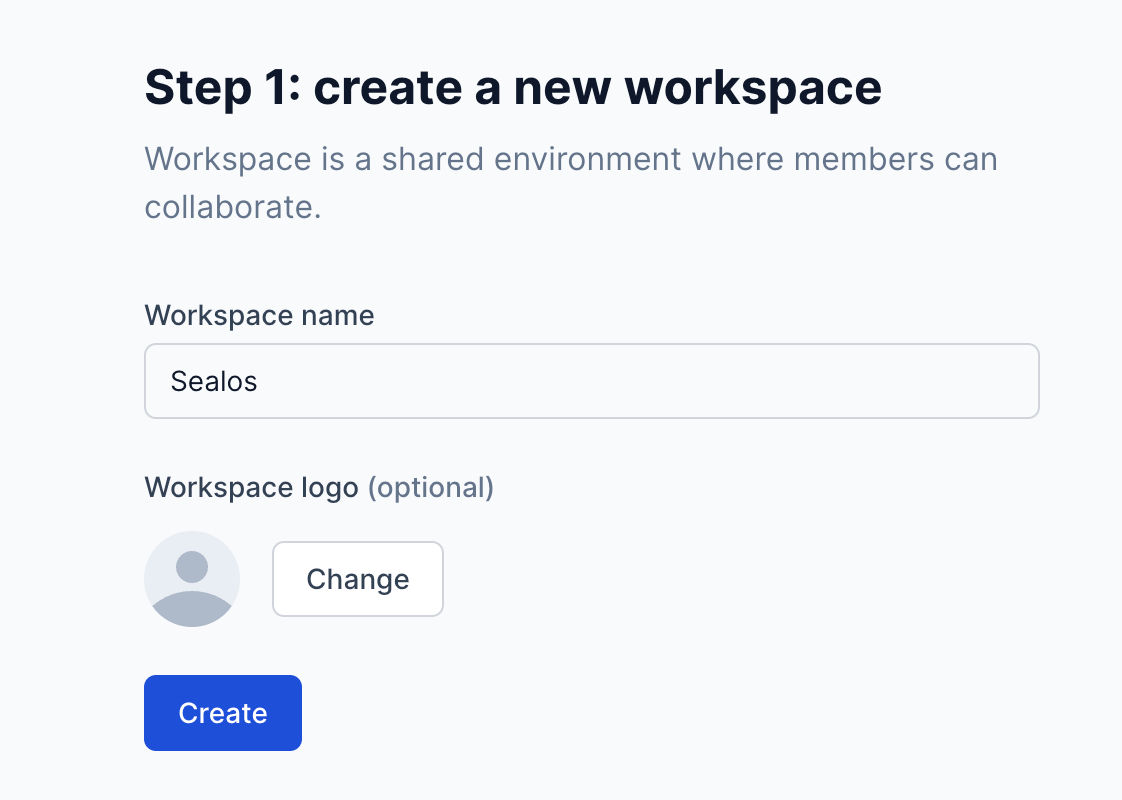 Step 1: create a new workspace
Workspace is a shared environment where members can
collaborate.
Workspace name
Sealos
Workspace logo (optional)
Change
Create